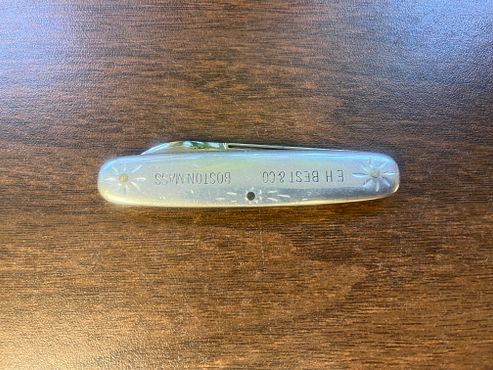 E H BEST & CO. BOSTON, MASS